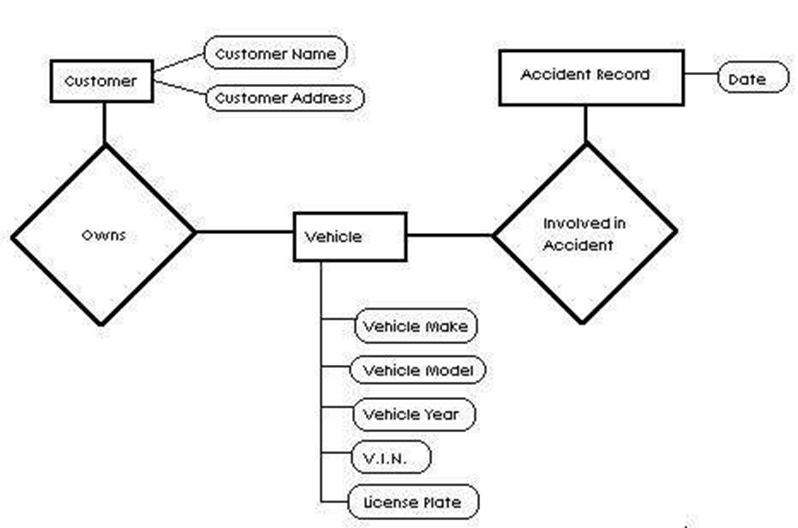 Customer
Customer Name
Customer Address
Accident Record
Date
Owns
Vehicle
Involved in
Accident
Vehicle Make
Vehicle Model
Vehicle Year
V.I.N.
License Plate